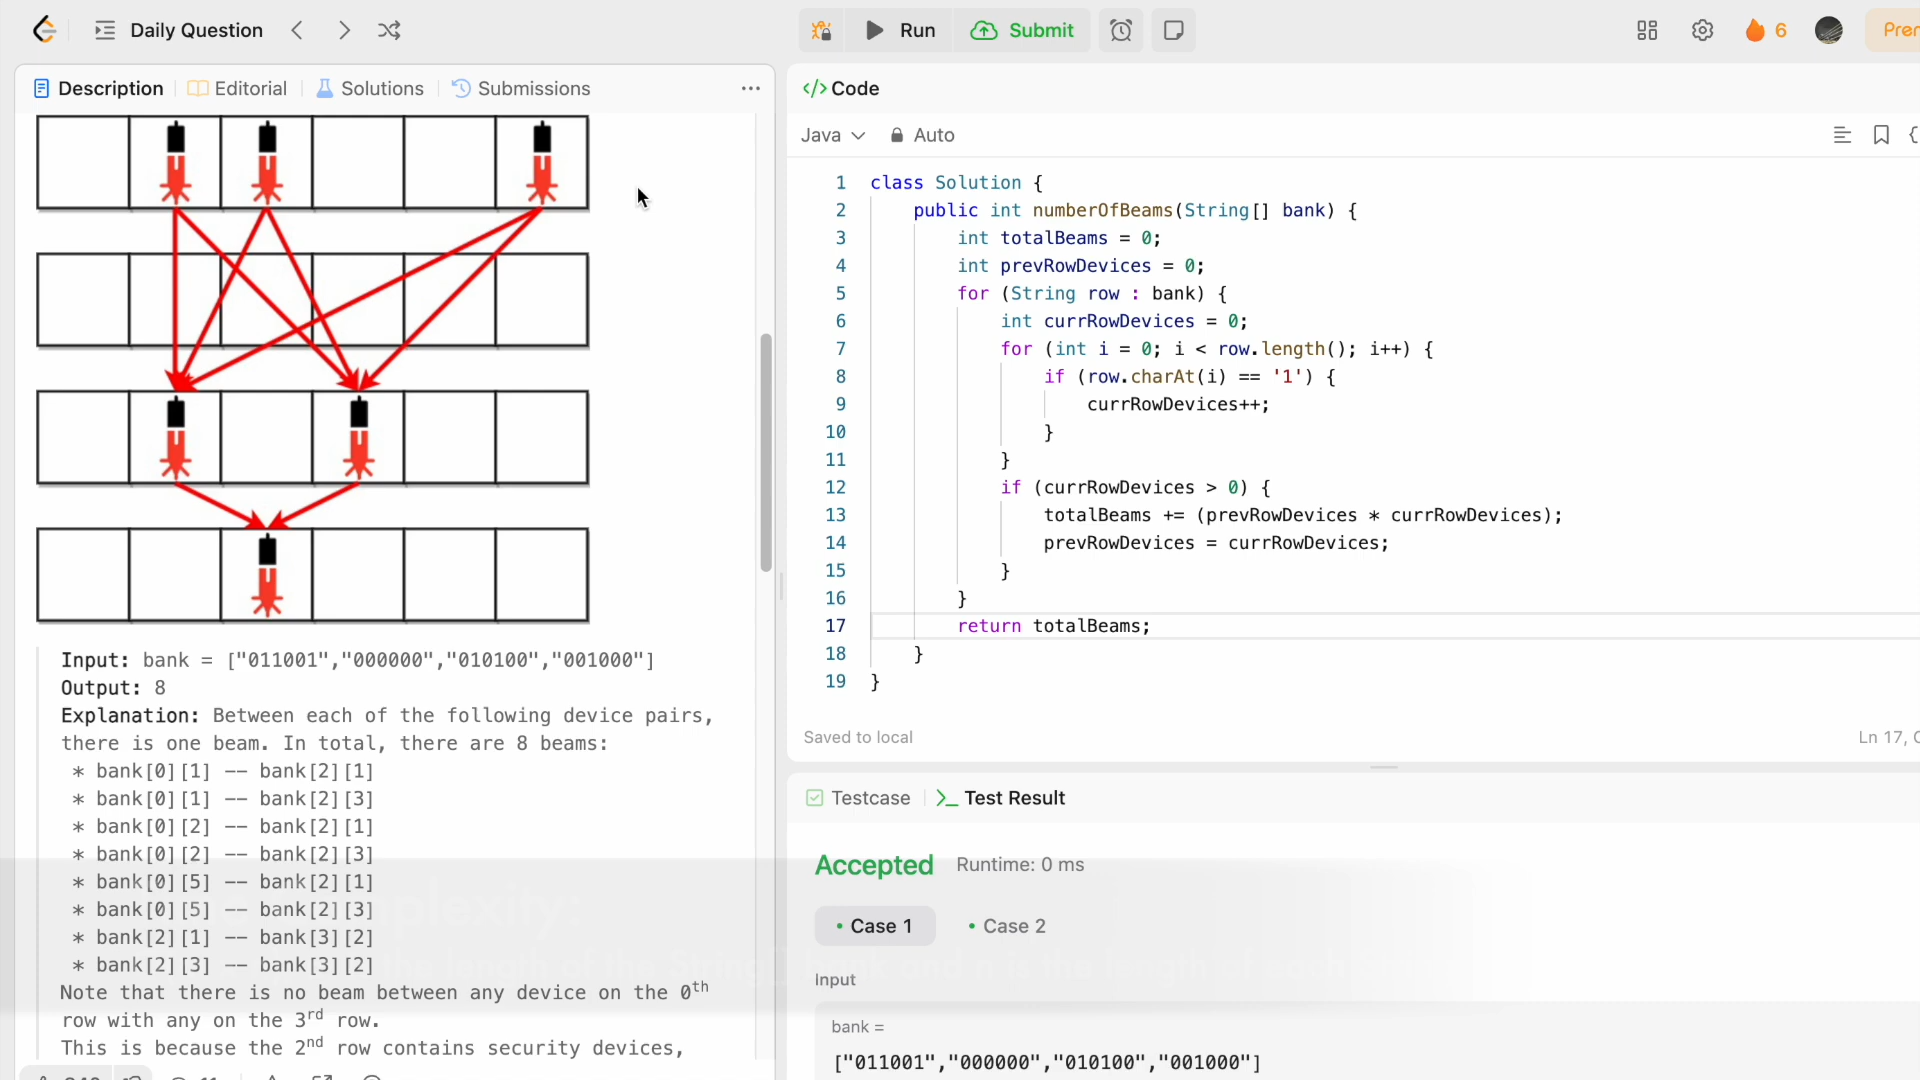 Daily Question
Run
Submit
6
Description
Editorial
Solutions
Submissions
Input: bank = ["011001","000000","010100","001000"]
Output: 8
Explanation: Between each of the following device pairs,
there is one beam. In total, there are 8 beams:
* bank[0][1] -- bank[2][1]
* bank[0][1] -- bank[2][3]
* bank[0][2] -- bank[2][1]
* bank[0][2] -- bank[2][3]
* bank[0][5] -- bank[2][1]
* bank[0][5] -- bank[2][3]
* bank[2][1] -- bank[3][2]
* bank[2][3] -- bank[3][2]
Note that there is no beam between any device on the 0th
row with any on the 3rd row.
This is because the 2nd row contains security devices,
</> Code
Java
Auto
1 class Solution {
2 public int numberOfBeams(String[] bank) {
3 int totalBeams = 0;
4 int prevRowDevices = 0;
5 for (String row : bank) {
6 int currRowDevices = 0;
7 for (int i = 0; i < row.length(); i++) {
8 if (row.charAt(i) == '1') {
9 currRowDevices++;
10 }
11 }
12 if (currRowDevices > 0) {
13 totalBeams += (prevRowDevices * currRowDevices);
14 prevRowDevices = currRowDevices;
15 }
16 }
17 return totalBeams;
18 }
19 }
Saved to local
Ln 17,
Testcase
Test Result
Accepted Runtime: 0 ms
• Case 1
• Case 2
Input
bank =
["011001","000000","010100","001000"]